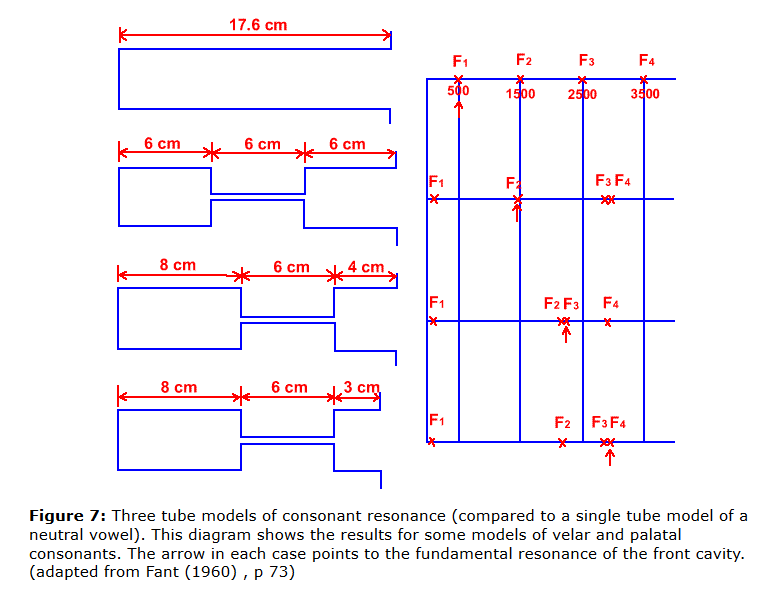 17.6 cm
F1 F2 F3 F4
500 1500 2500 3500
6 cm 6 cm 6 cm
F1 F2 F3 F4
8 cm 6 cm 4 cm
F1 F2 F3 F4
8 cm 6 cm 3 cm
F1 F2 F3 F4
Figure 7: Three tube models of consonant resonance (compared to a single tube model of a
neutral vowel). This diagram shows the results for some models of velar and palatal
consonants. The arrow in each case points to the fundamental resonance of the front cavity.
(adapted from Fant (1960) , p 73)